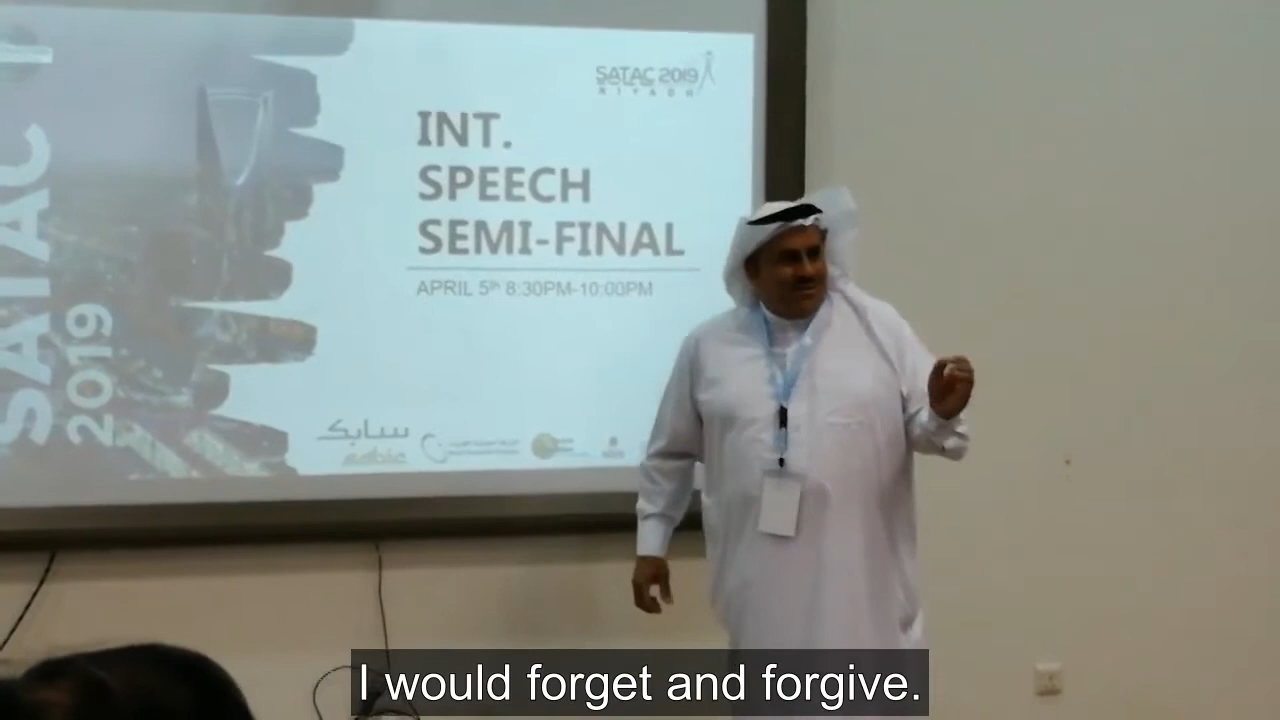 SATAC
2019
SATAC 2019
RIYADH
INT.
SPEECH
SEMI-FINAL
APRIL 5th 8:30PM-10:00PM
سابك
sabic
I would forget and forgive.